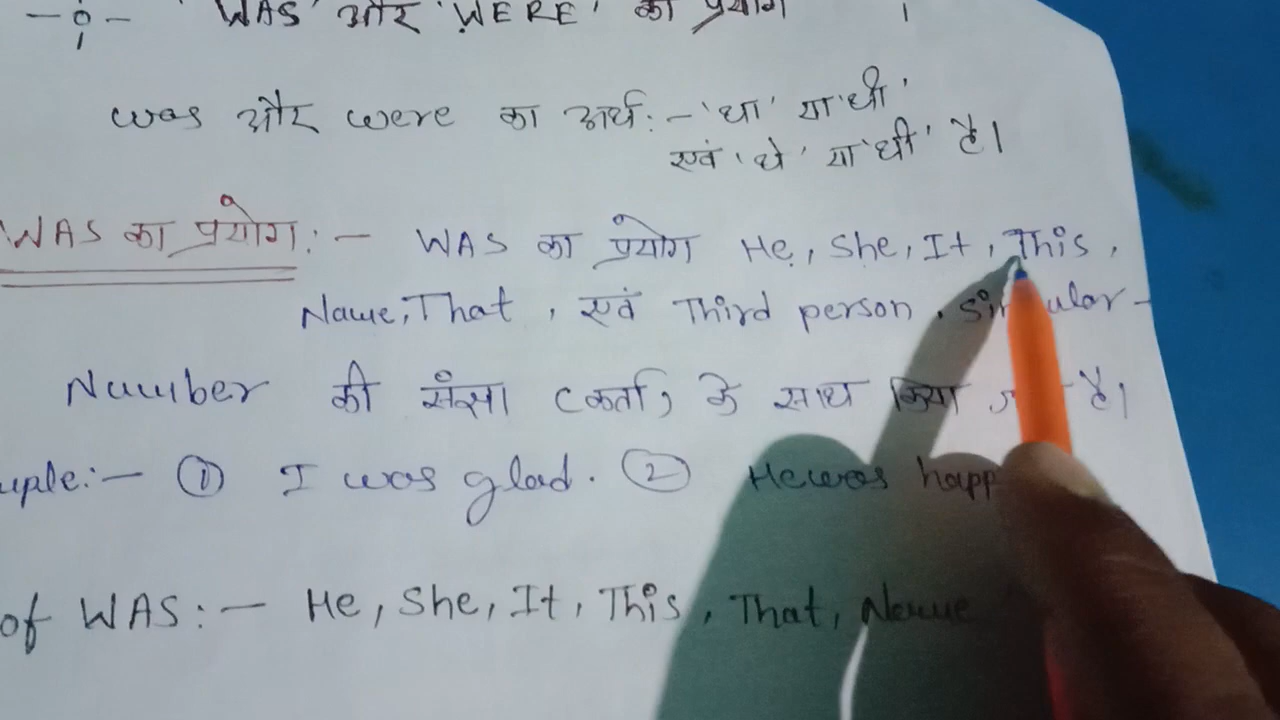 'WAS' और 'WERE' का प्रयोग
was और were का अर्थ:- 'था' या 'थी'
एवं 'थे' या 'थी' है।
WAS का प्रयोग:- WAS का प्रयोग He, She, It, This,
Name, That, एवं Third person,
Number की संज्ञा (कर्ता) के साथ किया है।
uple:- ① I was glad. ② He was happ
of WAS:- He, She, It, This, That, Name